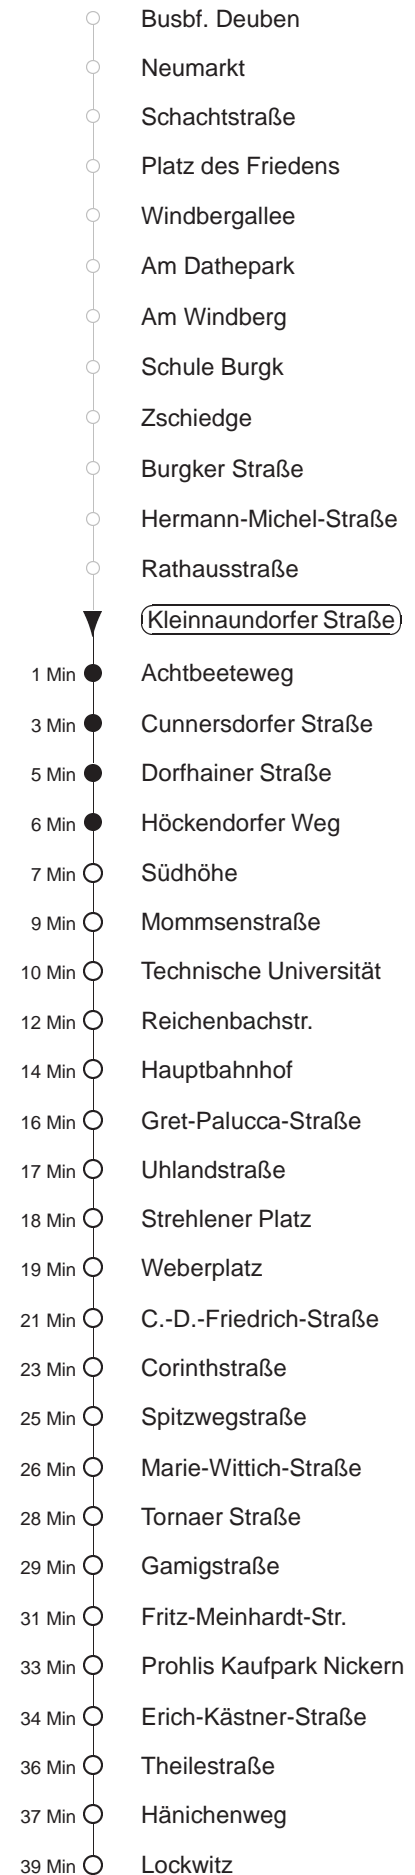 Busbf. Deuben
Neumarkt
Schachtstraße
Platz des Friedens
Windbergallee
Am Dathepark
Am Windberg
Schule Burgk
Zschiedge
Burgker Straße
Hermann-Michel-Straße
Rathausstraße
Kleinnaundorfer Straße
1 Min Achtbeeteweg
3 Min Cunnersdorfer Straße
5 Min Dorfhainer Straße
6 Min Höckendorfer Weg
7 Min Südhöhe
9 Min Mommsenstraße
10 Min Technische Universität
12 Min Reichenbachstr.
14 Min Hauptbahnhof
16 Min Gret-Palucca-Straße
17 Min Uhlandstraße
18 Min Strehlener Platz
19 Min Weberplatz
21 Min C.-D.-Friedrich-Straße
23 Min Corinthstraße
25 Min Spitzwegstraße
26 Min Marie-Wittich-Straße
28 Min Tornaer Straße
29 Min Gamigstraße
31 Min Fritz-Meinhardt-Str.
33 Min Prohlis Kaufpark Nickern
34 Min Erich-Kästner-Straße
36 Min Theilestraße
37 Min Hänichenweg
39 Min Lockwitz